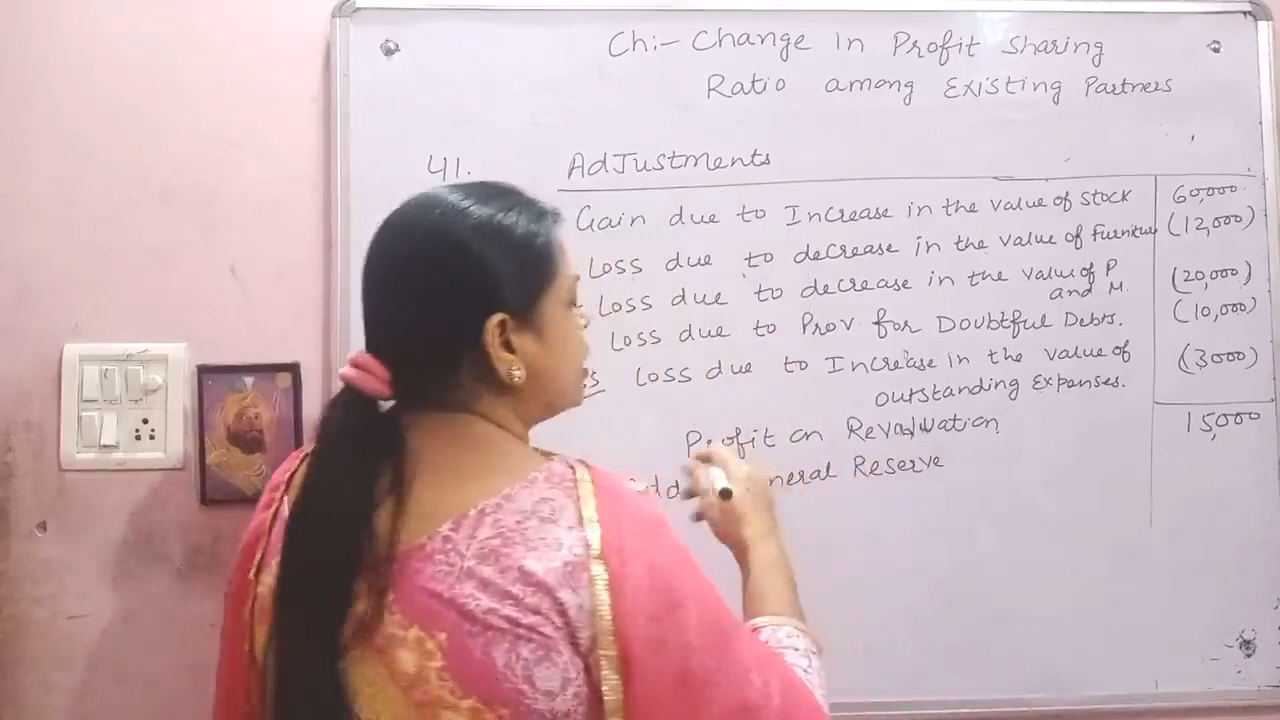 Ch:- Change in Profit Sharing
Ratio among Existing Partners
41. Adjustments
Gain due to Increase in the value of Stock 60,000
Loss due to decrease in the value of Furniture (12,000)
Loss due to decrease in the value of P and M. (20,000)
Loss due to Prov. for Doubtful Debts. (10,000)
Loss due to Increase in the value of
outstanding Expenses. (3000)
Profit on Revaluation 15,000
Reserve